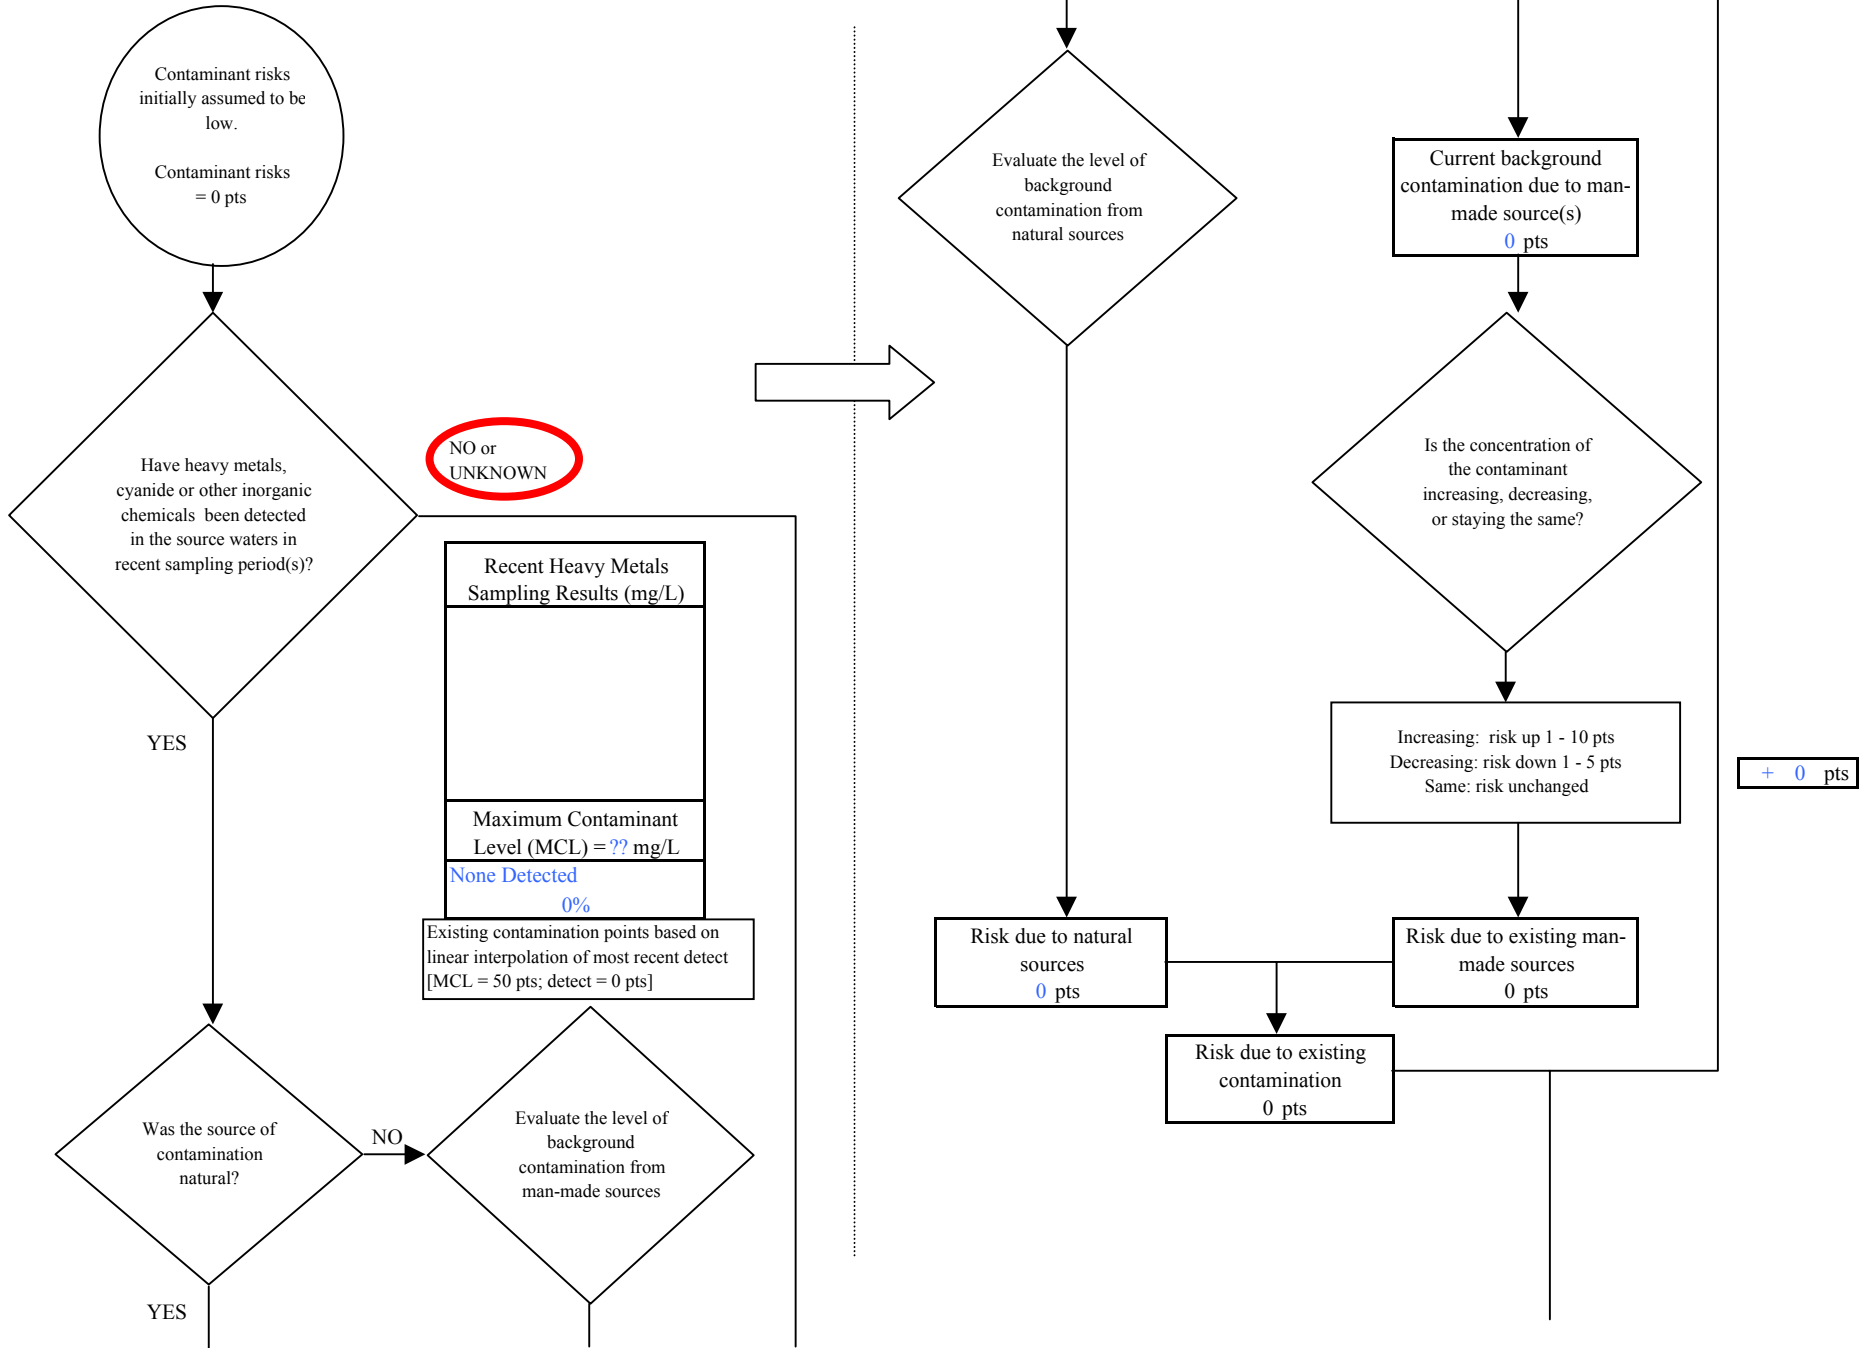 Contaminant risks
initially assumed to be
low.
Contaminant risks
= 0 pts
Have heavy metals,
cyanide or other inorganic
chemicals been detected
in the source waters in
recent sampling period(s)?
NO or
UNKNOWN
YES
Recent Heavy Metals
Sampling Results (mg/L)
Maximum Contaminant
Level (MCL) = ?? mg/L
None Detected
0%
Existing contamination points based on
linear interpolation of most recent detect
[MCL = 50 pts; detect = 0 pts]
Was the source of
contamination
natural?
NO
YES
Evaluate the level of
background
contamination from
man-made sources
Evaluate the level of
background
contamination from
natural sources
Current background
contamination due to man-
made source(s)
0 pts
Is the concentration of
the contaminant
increasing, decreasing,
or staying the same?
Increasing: risk up 1 - 10 pts
Decreasing: risk down 1 - 5 pts
Same: risk unchanged
+ 0 pts
Risk due to natural
sources
0 pts
Risk due to existing man-
made sources
0 pts
Risk due to existing
contamination
0 pts